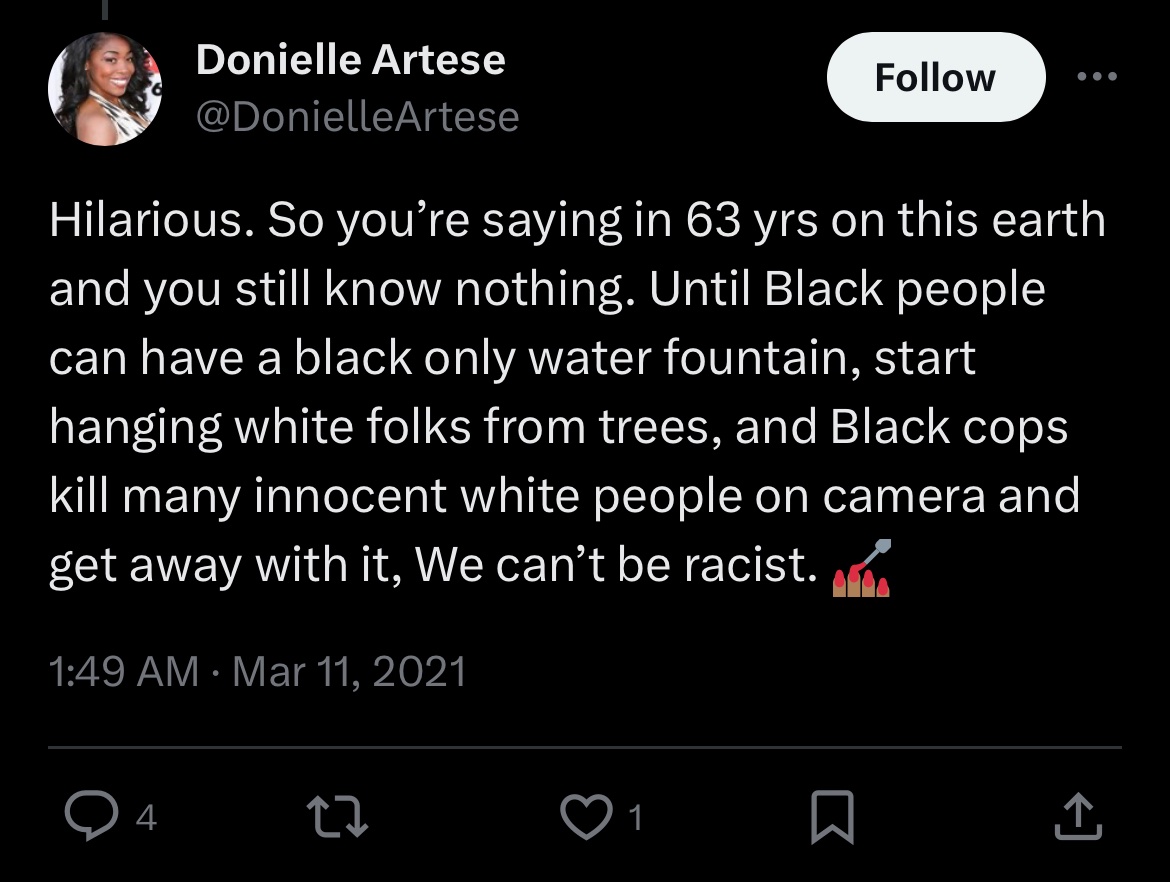 Donielle Artese
Follow
@DonielleArtese
Hilarious. So you’re saying in 63 yrs on this earth
and you still know nothing. Until Black people
can have a black only water fountain, start
hanging white folks from trees, and Black cops
kill many innocent white people on camera and
get away with it, We can’t be racist. 💅🏽
1:49 AM · Mar 11, 2021
4
1